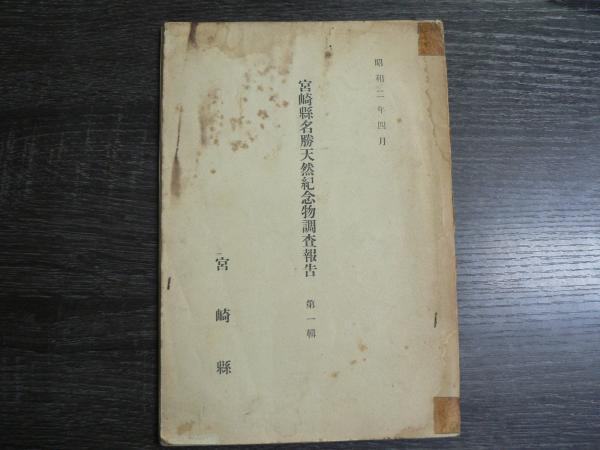 昭和二年四月
宮崎縣名勝天然紀念物調査報告 第一輯
宮崎縣